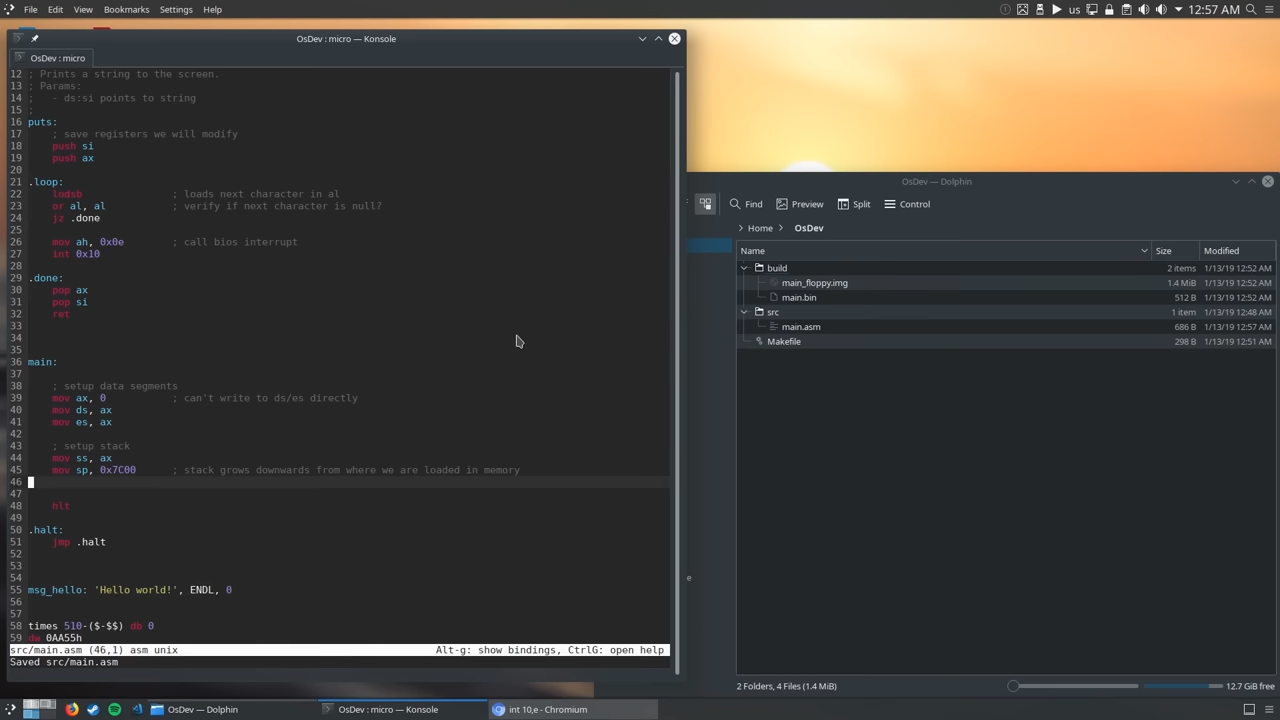 File Edit View Bookmarks Settings Help
us 12:57 AM
OsDev : micro — Konsole
OsDev : micro
12 ; Prints a string to the screen.
13 ; Params:
14 ;   - ds:si points to string
15 ;
16 puts:
17     ; save registers we will modify
18     push si
19     push ax
20
21 .loop:
22     lodsb               ; loads next character in al
23     or al, al           ; verify if next character is null?
24     jz .done
25
26     mov ah, 0x0e        ; call bios interrupt
27     int 0x10
28
29 .done:
30     pop ax
31     pop si
32     ret
33
34
35
36 main:
37
38     ; setup data segments
39     mov ax, 0           ; can't write to ds/es directly
40     mov ds, ax
41     mov es, ax
42
43     ; setup stack
44     mov ss, ax
45     mov sp, 0x7C00      ; stack grows downwards from where we are loaded in memory
46
47
48     hlt
49
50 .halt:
51     jmp .halt
52
53
54
55 msg_hello: 'Hello world!', ENDL, 0
56
57
58 times 510-($-$$) db 0
59 dw 0AA55h
src/main.asm (46,1) asm unix Alt-g: show bindings, CtrlG: open help
Saved src/main.asm
OsDev — Dolphin
Find Preview Split Control
Home > OsDev
Name Size Modified
build 2 items 1/13/19 12:52 AM
main_floppy.img 1.4 MiB 1/13/19 12:52 AM
main.bin 512 B 1/13/19 12:52 AM
src 1 item 1/13/19 12:48 AM
main.asm 686 B 1/13/19 12:57 AM
Makefile 298 B 1/13/19 12:51 AM
e
2 Folders, 4 Files (1.4 MiB) 12.7 GiB free
OsDev — Dolphin OsDev : micro — Konsole int 10,e - Chromium